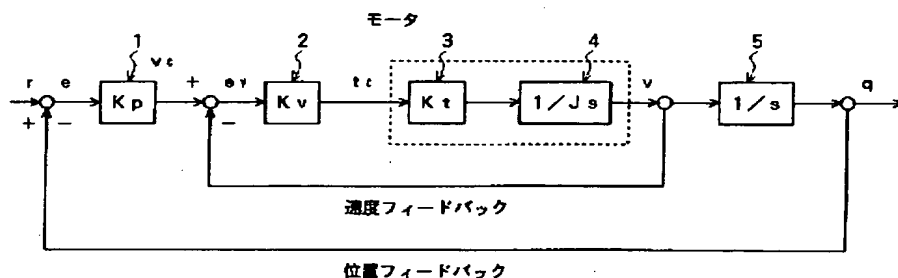 モータ
1 2 3 4 5
r e vc + ev tc v q
Kp Kv Kt 1/Js 1/s
+ − −
速度フィードバック
位置フィードバック